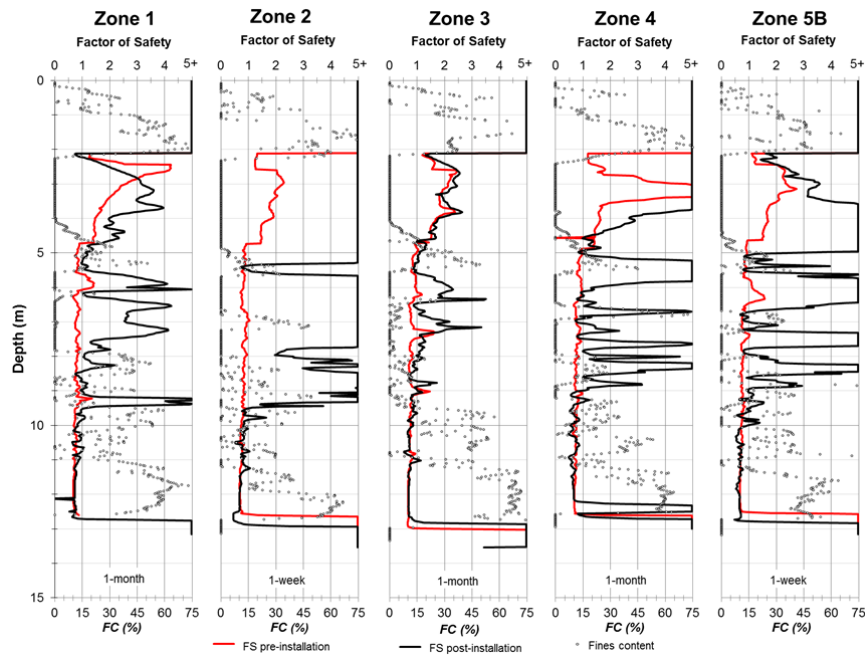 Zone 1 Zone 2 Zone 3 Zone 4 Zone 5B
Factor of Safety Factor of Safety Factor of Safety Factor of Safety Factor of Safety
0 1 2 3 4 5+ 0 1 2 3 4 5+ 0 1 2 3 4 5+ 0 1 2 3 4 5+ 0 1 2 3 4 5+
0
5
Depth (m)
10
1-month 1-week 1-month 1-month 1-week
15
0 15 30 45 60 75 0 15 30 45 60 75 0 15 30 45 60 75 0 15 30 45 60 75 0 15 30 45 60 75
FC (%) FC (%) FC (%) FC (%) FC (%)
FS pre-installation FS post-installation Fines content